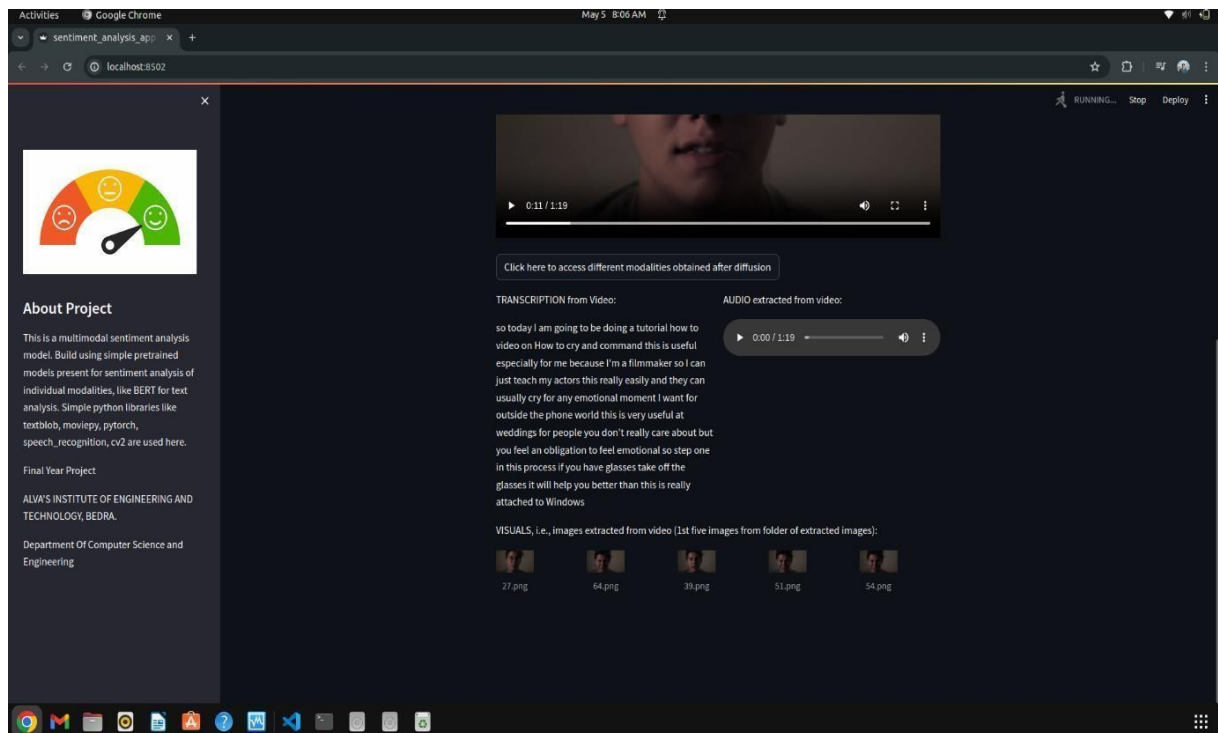 Activities Google Chrome May 5 8:06 AM
sentiment_analysis_app
localhost:8502
RUNNING... Stop Deploy
0:11 / 1:19
Click here to access different modalities obtained after diffusion
About Project
This is a multimodal sentiment analysis
model. Build using simple pretrained
models present for sentiment analysis of
individual modalities, like BERT for text
analysis. Simple python libraries like
textblob, moviepy, pytorch,
speech_recognition, cv2 are used here.
Final Year Project
ALVA'S INSTITUTE OF ENGINEERING AND
TECHNOLOGY, BEDRA.
Department Of Computer Science and
Engineering
TRANSCRIPTION from Video:
so today I am going to be doing a tutorial how to
video on How to cry and command this is useful
especially for me because I'm a filmmaker so I can
just teach my actors this really easily and they can
usually cry for any emotional moment I want for
outside the phone world this is very useful at
weddings for people you don't really care about but
you feel an obligation to feel emotional so step one
in this process if you have glasses take off the
glasses it will help you better than this is really
attached to Windows
AUDIO extracted from video:
0:00 / 1:19
VISUALS, i.e., images extracted from video (1st five images from folder of extracted images):
27.png 64.png 39.png 51.png 54.png